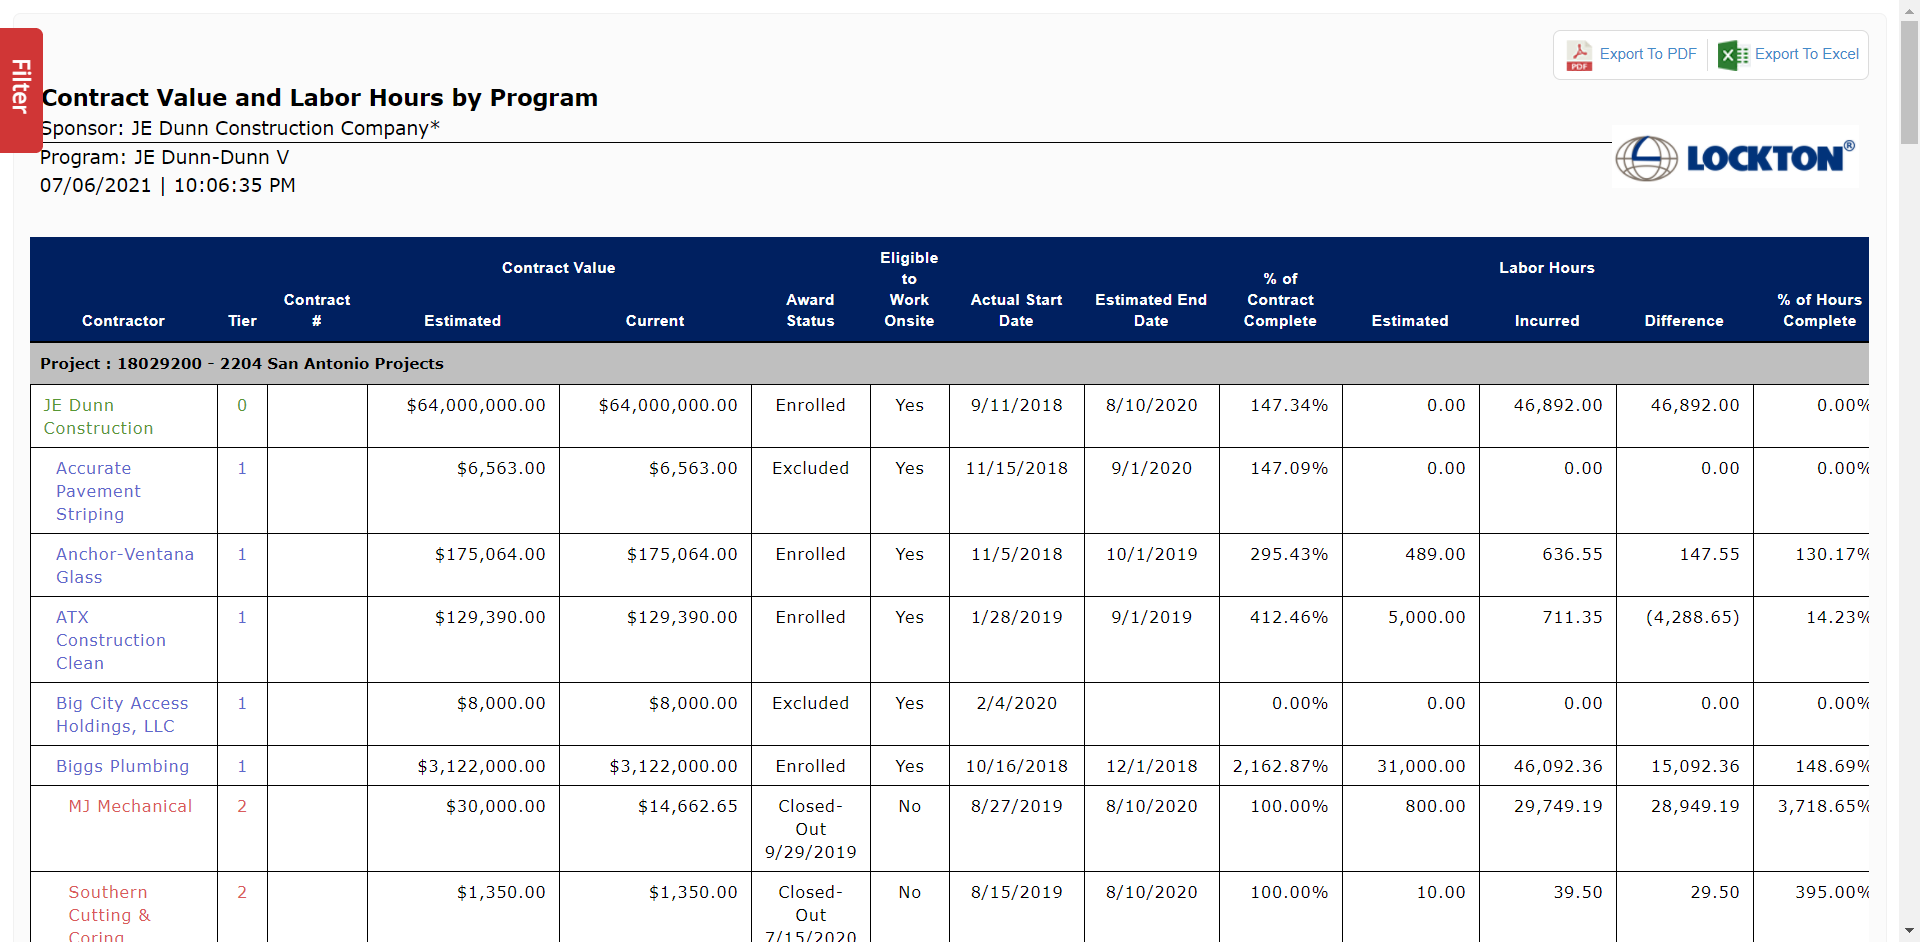 Filter
Export To PDF
Export To Excel
Contract Value and Labor Hours by Program
Sponsor: JE Dunn Construction Company*
Program: JE Dunn-Dunn V
07/06/2021 | 10:06:35 PM
LOCKTON®
Contractor Tier Contract # Contract Value Estimated Current Award Status Eligible to Work Onsite Actual Start Date Estimated End Date % of Contract Complete Labor Hours Estimated Incurred Difference % of Hours Complete
Project : 18029200 - 2204 San Antonio Projects
JE Dunn 0 $64,000,000.00 $64,000,000.00 Enrolled Yes 9/11/2018 8/10/2020 147.34% 0.00 46,892.00 46,892.00 0.00%
Construction
Accurate 1 $6,563.00 $6,563.00 Excluded Yes 11/15/2018 9/1/2020 147.09% 0.00 0.00 0.00 0.00%
Pavement
Striping
Anchor-Ventana 1 $175,064.00 $175,064.00 Enrolled Yes 11/5/2018 10/1/2019 295.43% 489.00 636.55 147.55 130.17%
Glass
ATX 1 $129,390.00 $129,390.00 Enrolled Yes 1/28/2019 9/1/2019 412.46% 5,000.00 711.35 (4,288.65) 14.23%
Construction
Clean
Big City Access 1 $8,000.00 $8,000.00 Excluded Yes 2/4/2020 0.00% 0.00 0.00 0.00 0.00%
Holdings, LLC
Biggs Plumbing 1 $3,122,000.00 $3,122,000.00 Enrolled Yes 10/16/2018 12/1/2018 2,162.87% 31,000.00 46,092.36 15,092.36 148.69%
MJ Mechanical 2 $30,000.00 $14,662.65 Closed- No 8/27/2019 8/10/2020 100.00% 800.00 29,749.19 28,949.19 3,718.65%
Out
9/29/2019
Southern 2 $1,350.00 $1,350.00 Closed- No 8/15/2019 8/10/2020 100.00% 10.00 39.50 29.50 395.00%
Cutting & Out
Coring 7/15/2020